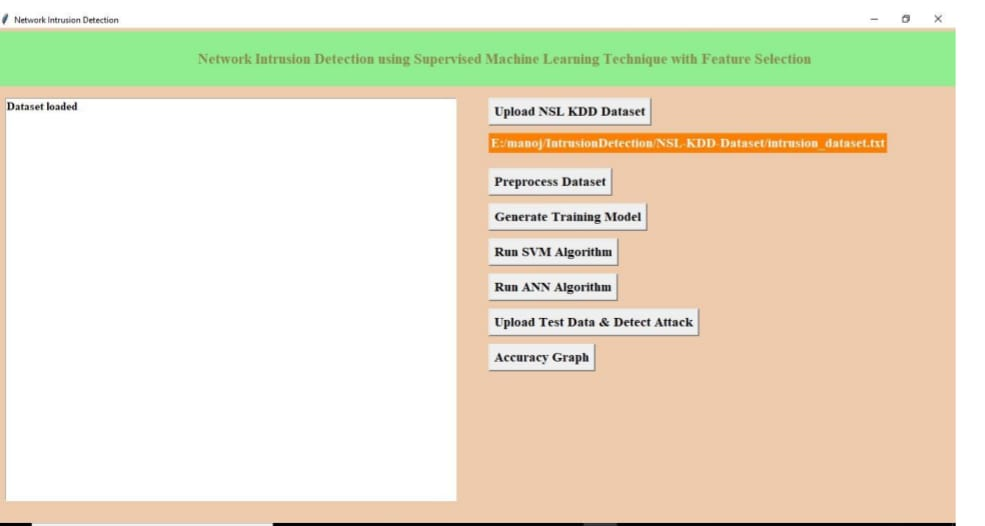 Network Intrusion Detection
Network Intrusion Detection using Supervised Machine Learning Technique with Feature Selection
Dataset loaded
Upload NSL KDD Dataset
E:/manoj/IntrusionDetection/NSL-KDD-Dataset/intrusion_dataset.txt
Preprocess Dataset
Generate Training Model
Run SVM Algorithm
Run ANN Algorithm
Upload Test Data & Detect Attack
Accuracy Graph